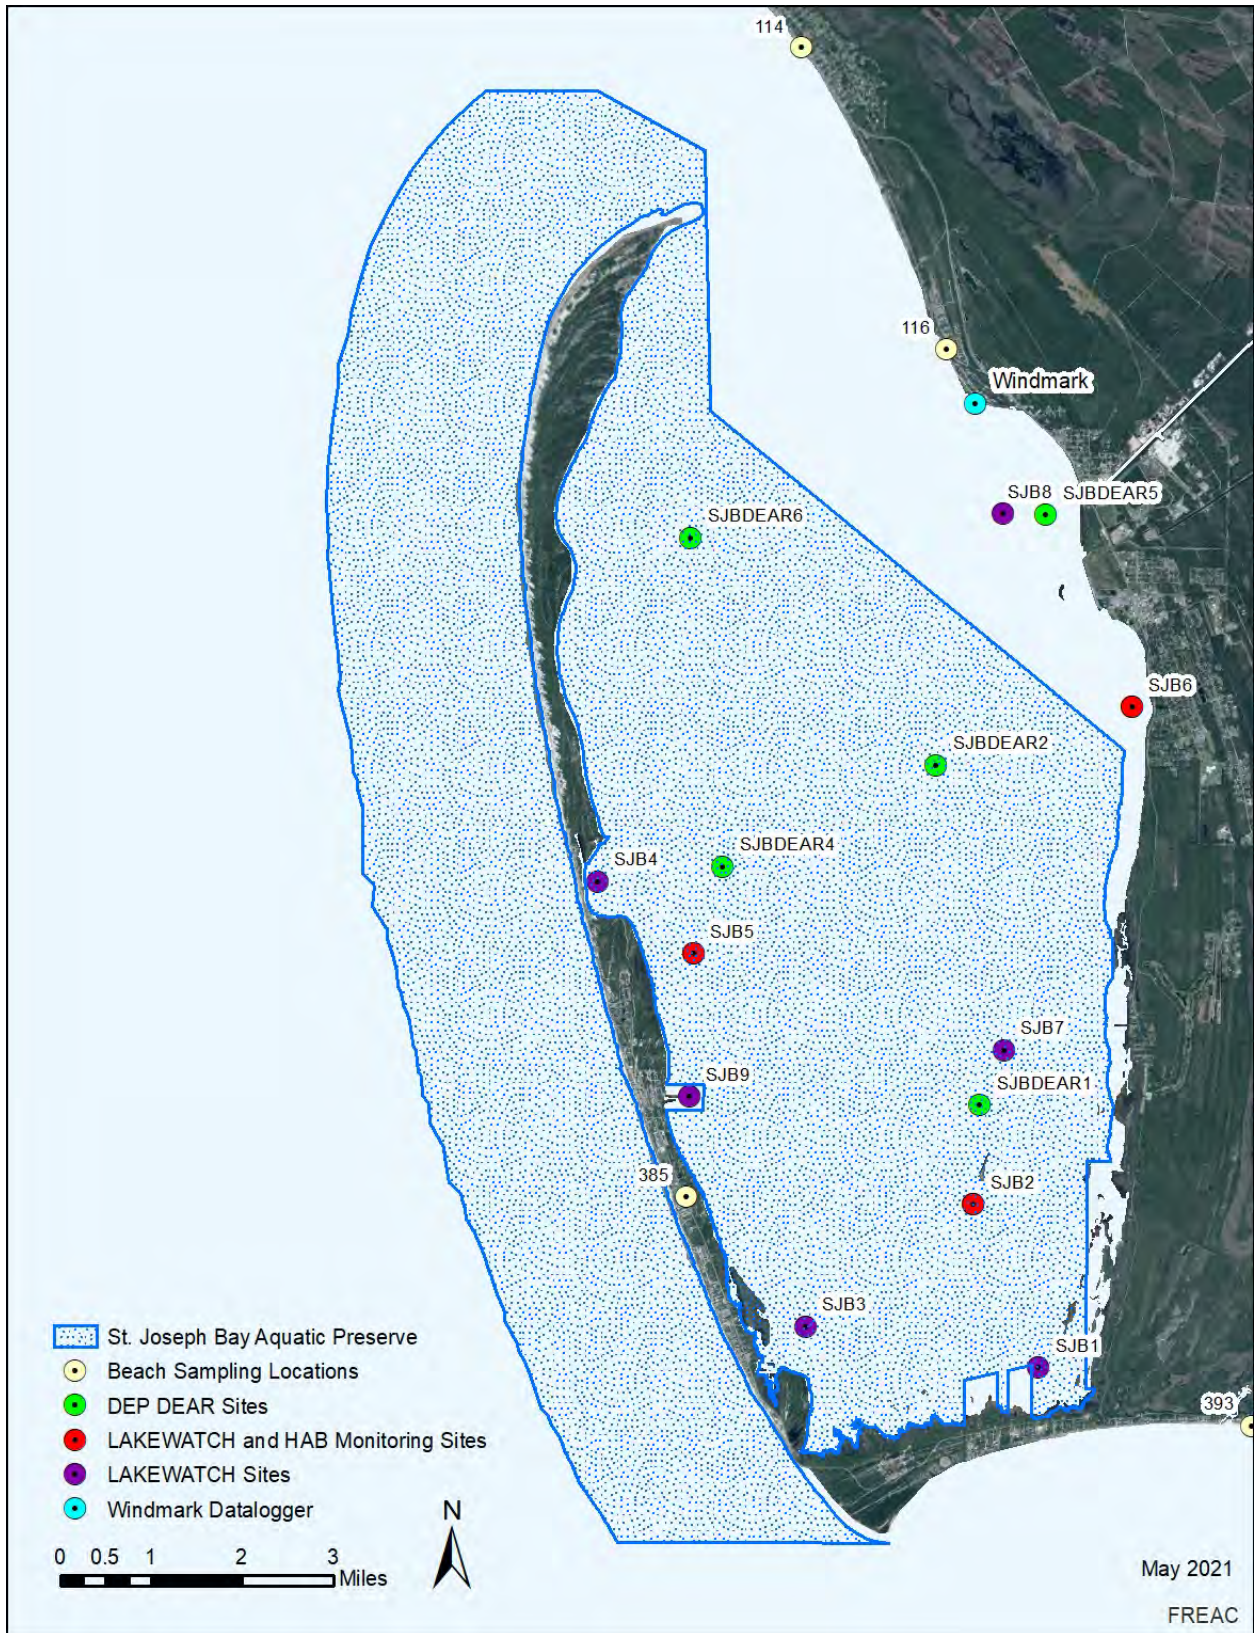 114
116
Windmark
SJB8
SJBDEAR5
SJBDEAR6
SJB6
SJBDEAR2
SJBDEAR4
SJB4
SJB5
SJB7
SJB9
SJBDEAR1
385
SJB2
SJB3
SJB1
393
St. Joseph Bay Aquatic Preserve
Beach Sampling Locations
DEP DEAR Sites
LAKEWATCH and HAB Monitoring Sites
LAKEWATCH Sites
Windmark Datalogger
N
0 0.5 1 2 3
Miles
May 2021
FREAC